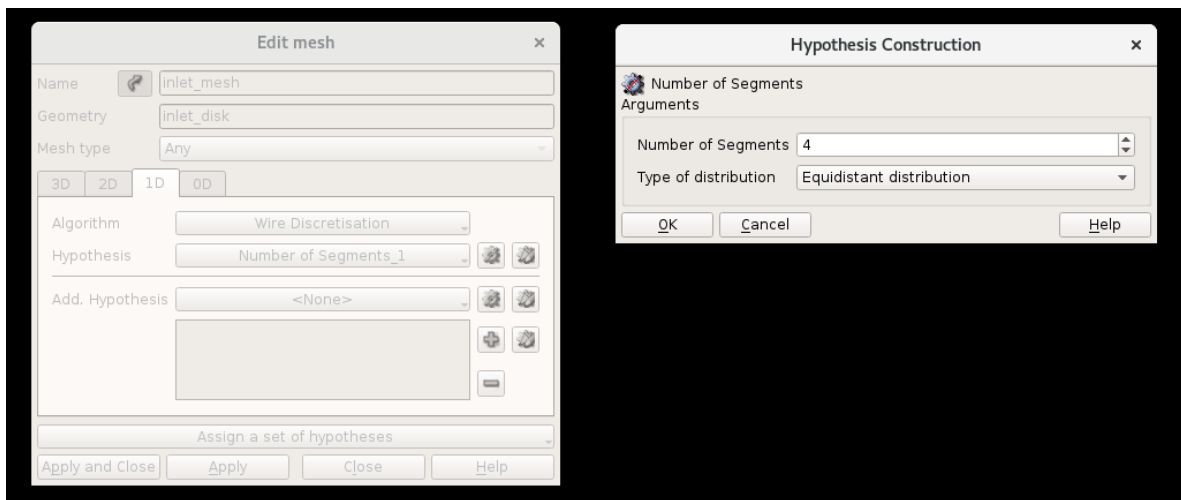 Edit mesh ×
Name inlet_mesh
Geometry inlet_disk
Mesh type Any
3D 2D 1D 0D
Algorithm Wire Discretisation
Hypothesis Number of Segments_1
Add. Hypothesis <None>
Assign a set of hypotheses
Apply and Close Apply Close Help
Hypothesis Construction ×
Number of Segments
Arguments
Number of Segments 4
Type of distribution Equidistant distribution
OK Cancel Help